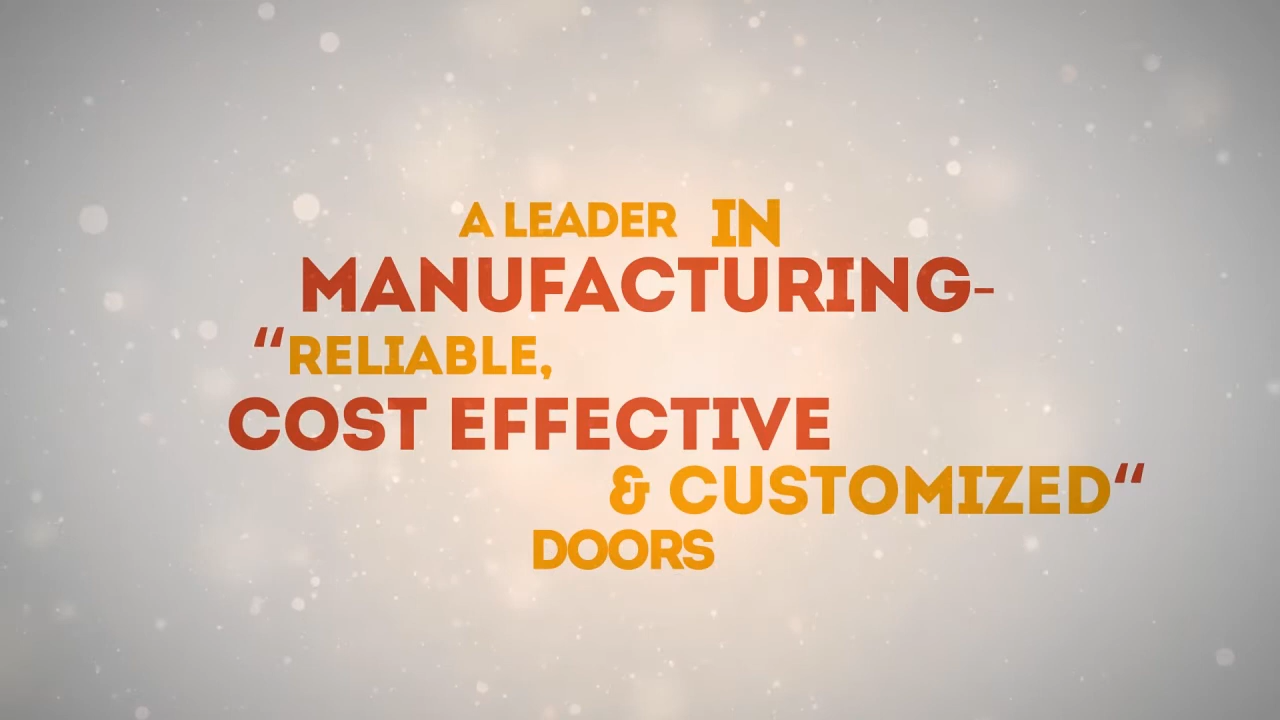 A LEADER IN
MANUFACTURING-
“RELIABLE,
COST EFFECTIVE
& CUSTOMIZED“
DOORS